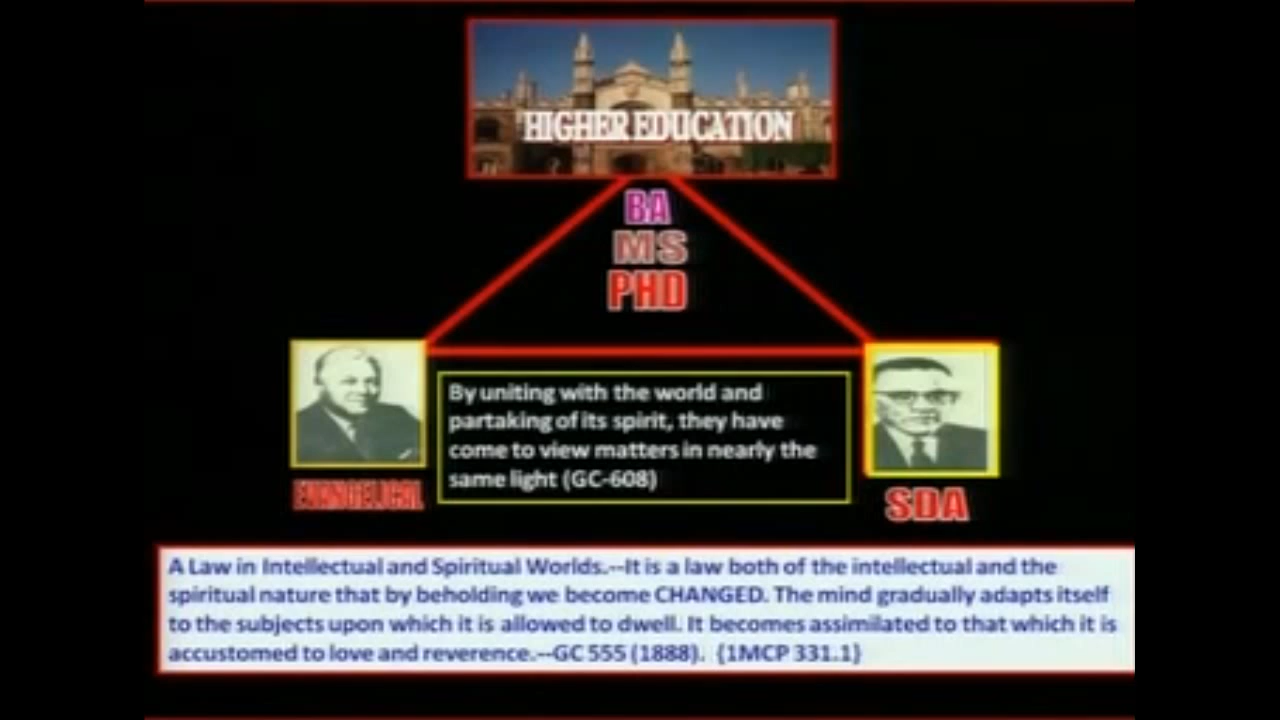 HIGHER EDUCATION
BA
MS
PHD
By uniting with the world and
partaking of its spirit, they have
come to view matters in nearly the
same light (GC-608)
EVANGELICAL
SDA
A Law in Intellectual and Spiritual Worlds.--It is a law both of the intellectual and the
spiritual nature that by beholding we become CHANGED. The mind gradually adapts itself
to the subjects upon which it is allowed to dwell. It becomes assimilated to that which it is
accustomed to love and reverence.--GC 555 (1888). {1MCP 331.1}